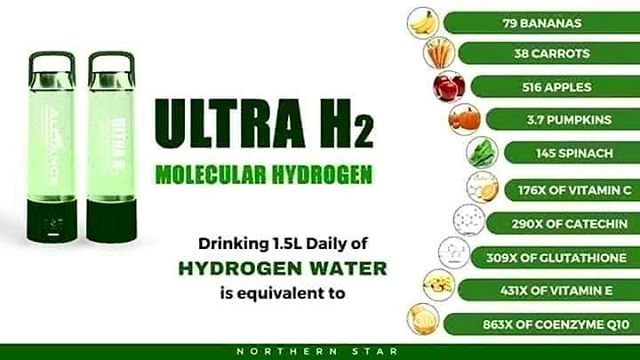 ULTRA H2
MOLECULAR HYDROGEN
Drinking 1.5L Daily of
HYDROGEN WATER
is equivalent to
79 BANANAS
38 CARROTS
516 APPLES
3.7 PUMPKINS
145 SPINACH
176X OF VITAMIN C
290X OF CATECHIN
309X OF GLUTATHIONE
431X OF VITAMIN E
863X OF COENZYME Q10
ULTRA H2
NORTHERN STAR